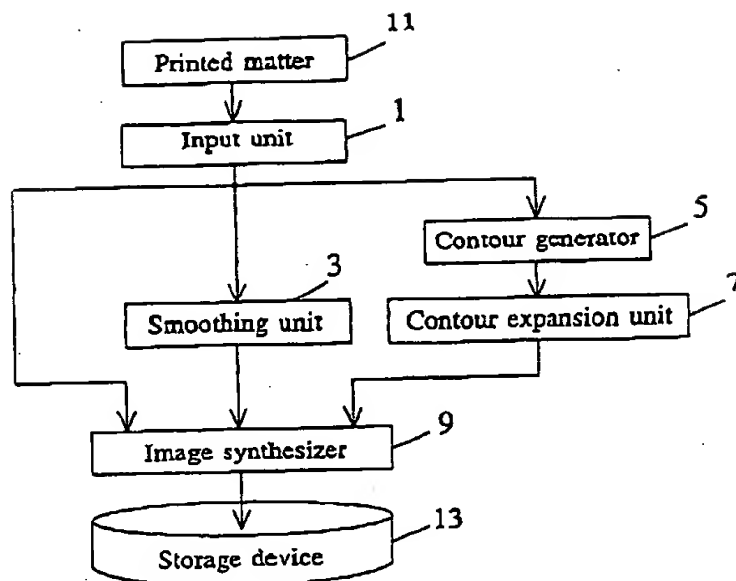 11
Printed matter
1
Input unit
5
Contour generator
3
7
Smoothing unit
Contour expansion unit
9
Image synthesizer
13
Storage device